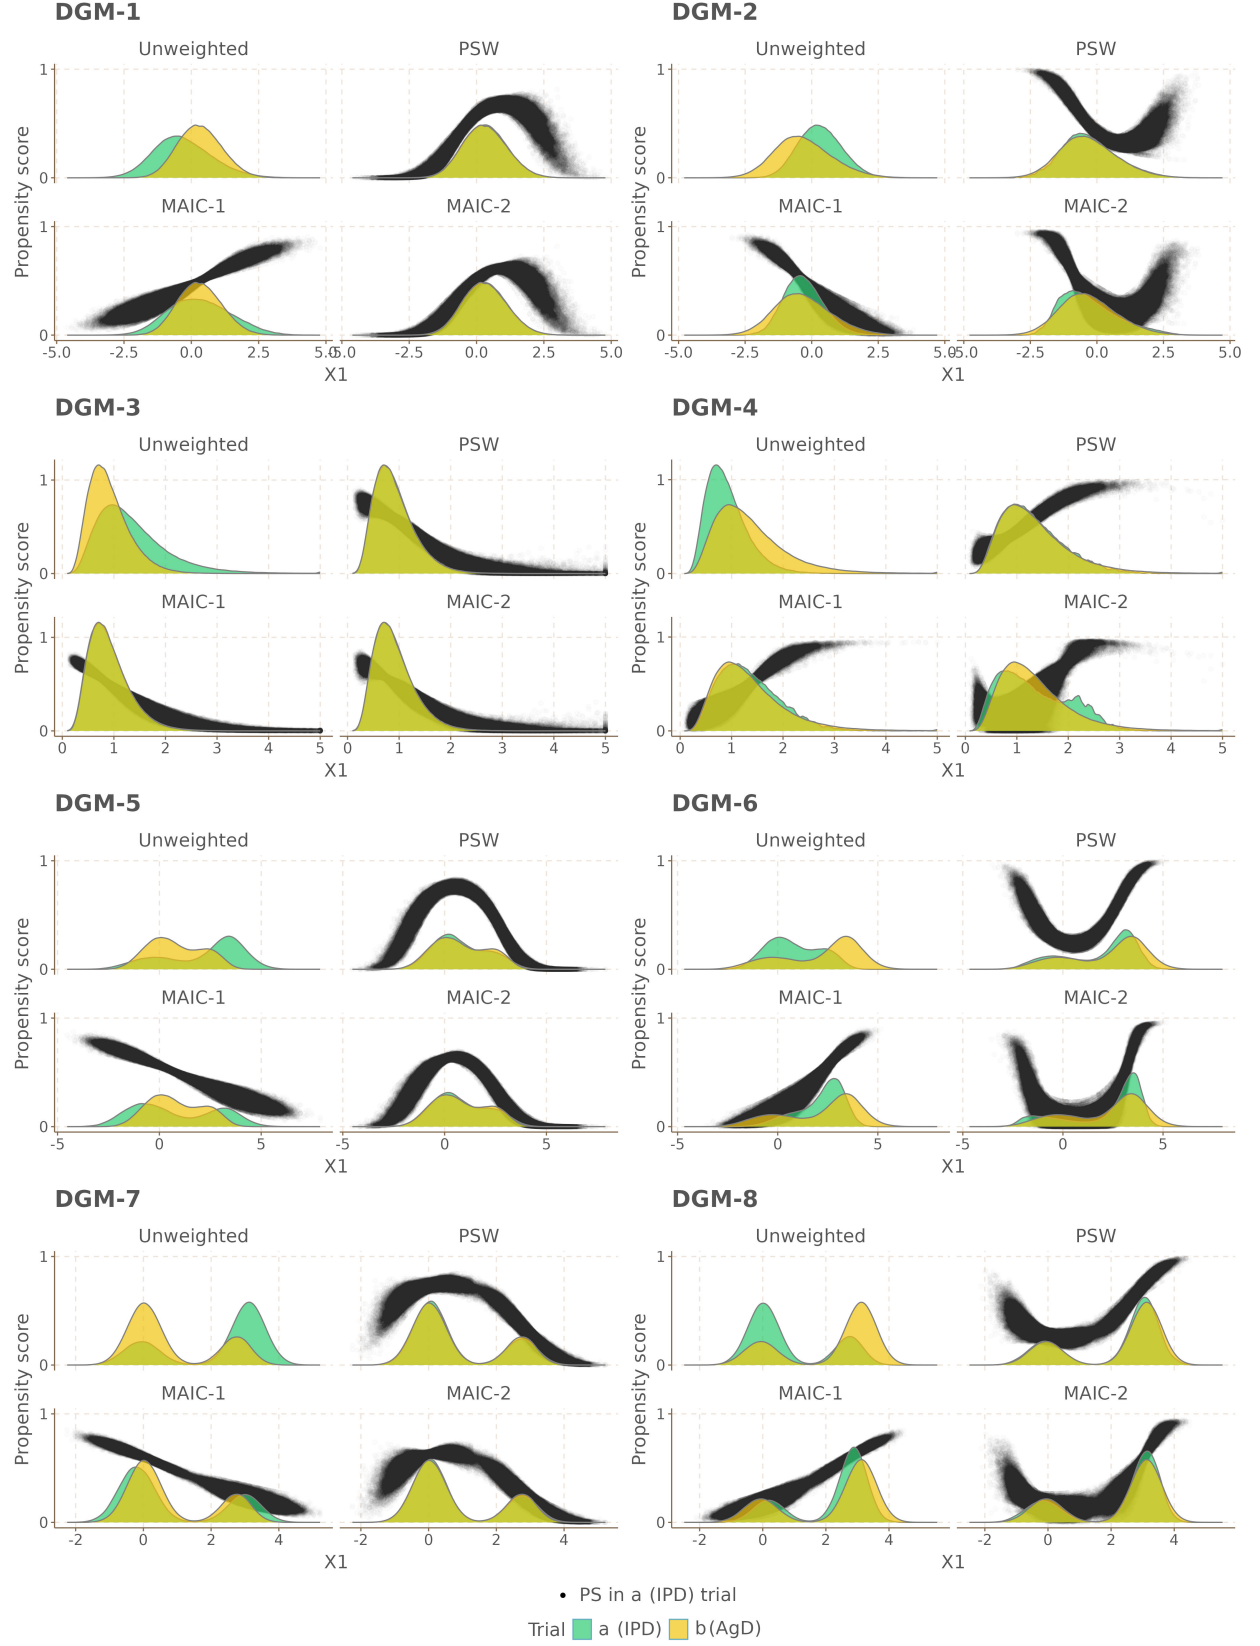 DGM-1
DGM-2
Unweighted
PSW
Unweighted
PSW
1
0
1
0
MAIC-1
MAIC-2
MAIC-1
MAIC-2
Propensity score
Propensity score
1
0
1
0
-5.0 -2.5 0.0 2.5 5.0
-5.0 -2.5 0.0 2.5 5.0
-5.0 -2.5 0.0 2.5 5.0
-5.0 -2.5 0.0 2.5 5.0
X1
X1
DGM-3
DGM-4
Unweighted
PSW
Unweighted
PSW
1
0
1
0
MAIC-1
MAIC-2
MAIC-1
MAIC-2
Propensity score
Propensity score
1
0
1
0
0 1 2 3 4 5
0 1 2 3 4 5
0 1 2 3 4 5
0 1 2 3 4 5
X1
X1
DGM-5
DGM-6
Unweighted
PSW
Unweighted
PSW
1
0
1
0
MAIC-1
MAIC-2
MAIC-1
MAIC-2
Propensity score
Propensity score
1
0
1
0
-5 0 5
-5 0 5
-5 0 5
-5 0 5
X1
X1
DGM-7
DGM-8
Unweighted
PSW
Unweighted
PSW
1
0
1
0
MAIC-1
MAIC-2
MAIC-1
MAIC-2
Propensity score
Propensity score
1
0
1
0
-2 0 2 4
-2 0 2 4
-2 0 2 4
-2 0 2 4
X1
X1
PS in a (IPD) trial
Trial a (IPD) b(AgD)